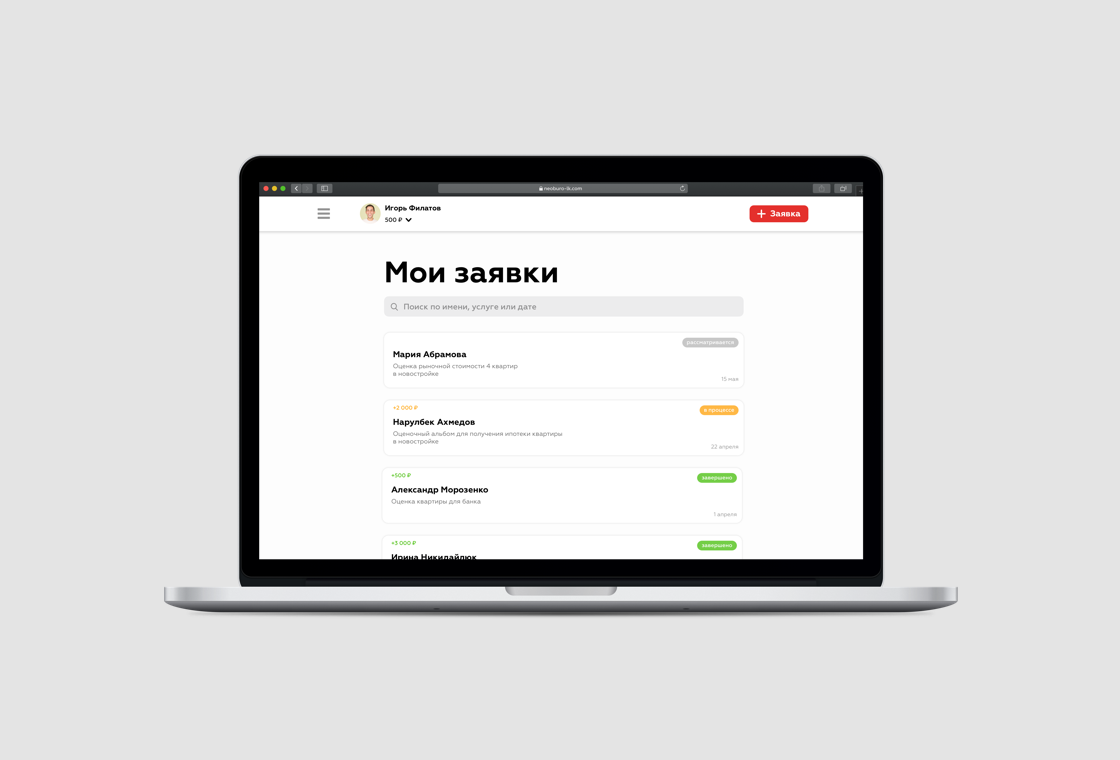 neoburo-lk.com
Игорь Филатов
500 ₽
Заявка
Мои заявки
Поиск по имени, услуге или дате
рассматривается
Мария Абрамова
Оценка рыночной стоимости 4 квартир
в новостройке
15 мая
+2 000 ₽
в процессе
Нарулбек Ахмедов
Оценочный альбом для получения ипотеки квартиры
в новостройке
22 апреля
+500 ₽
завершено
Александр Морозенко
Оценка квартиры для банка
1 апреля
+3 000 ₽
завершено
Ирина Никидайлюк